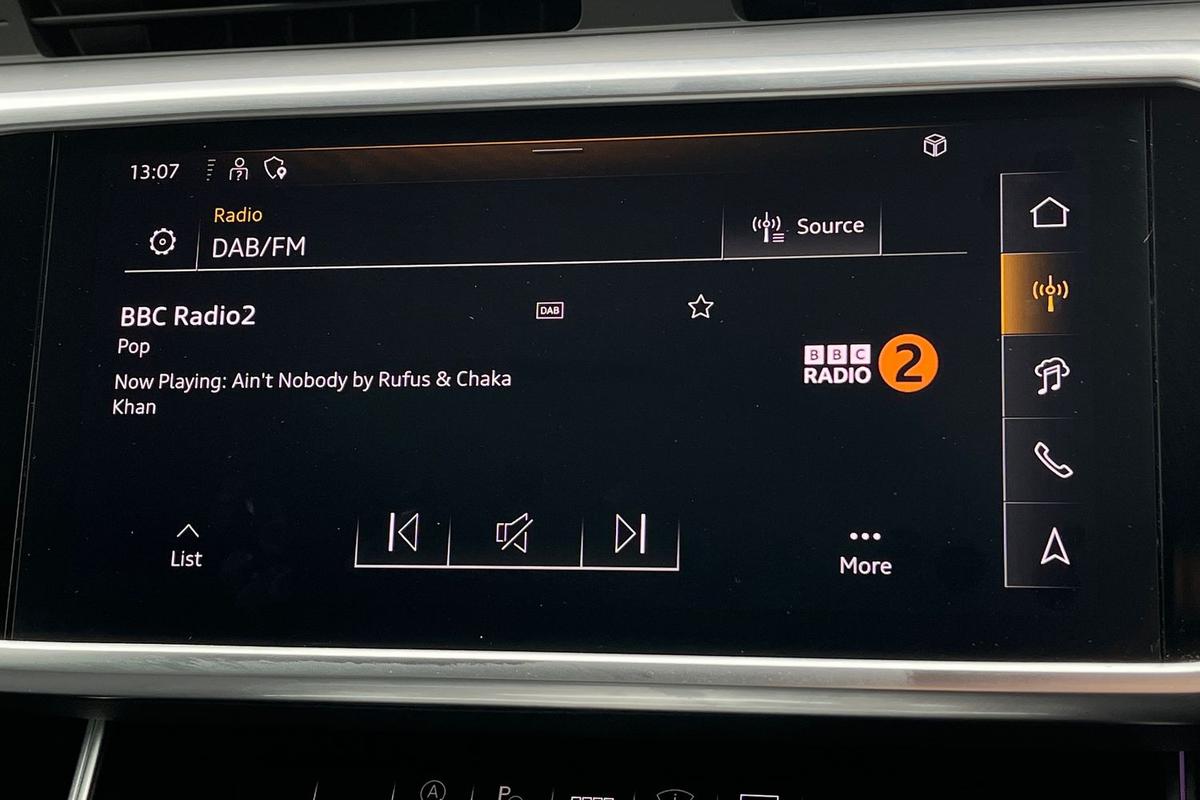 13:07
Radio
DAB/FM
Source
BBC Radio2
DAB
Pop
Now Playing: Ain't Nobody by Rufus & Chaka
Khan
BBC
RADIO 2
List
More
A
P